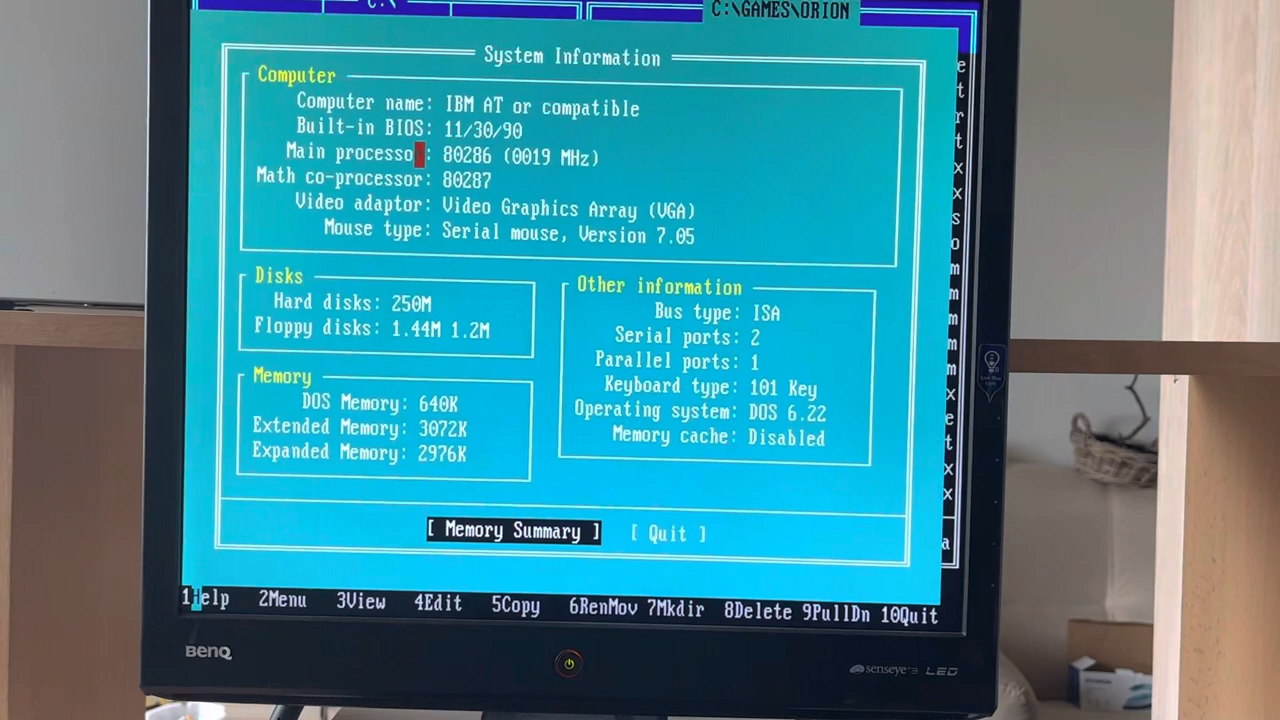 C:\
C:\GAMES\ORION
System Information
Computer
Computer name: IBM AT or compatible
Built-in BIOS: 11/30/90
Main processo : 80286 (0019 MHz)
Math co-processor: 80287
Video adaptor: Video Graphics Array (VGA)
Mouse type: Serial mouse, Version 7.05
Disks
Hard disks: 250M
Floppy disks: 1.44M 1.2M
Memory
DOS Memory: 640K
Extended Memory: 3072K
Expanded Memory: 2976K
Other information
Bus type: ISA
Serial ports: 2
Parallel ports: 1
Keyboard type: 101 Key
Operating system: DOS 6.22
Memory cache: Disabled
[ Memory Summary ] [ Quit ]
e
t
r
t
x
x
s
o
m
m
m
m
m
x
e
t
x
x
a
1Help 2Menu 3View 4Edit 5Copy 6RenMov 7Mkdir 8Delete 9PullDn 10Quit
BenQ
senseye3 LED